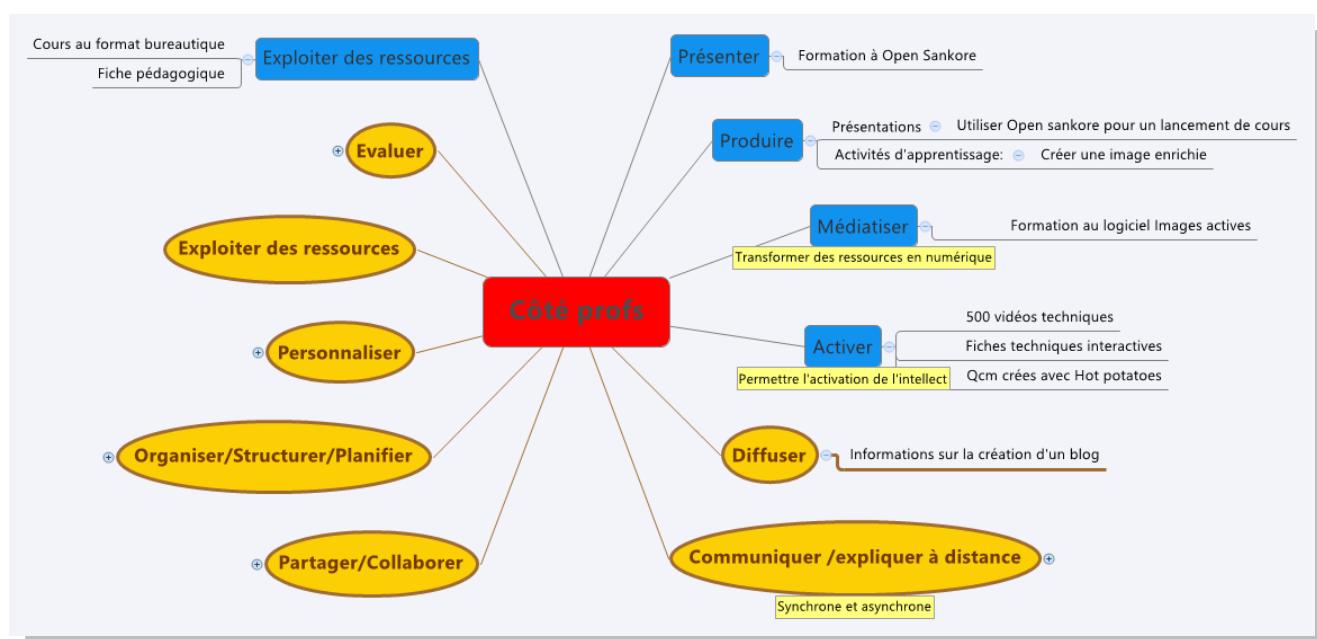 Côté profs
Présenter
Formation à Open Sankore
Produire
Présentations
Utiliser Open sankore pour un lancement de cours
Activités d'apprentissage:
Créer une image enrichie
Médiatiser
Transformer des ressources en numérique
Formation au logiciel Images actives
Activer
Permettre l'activation de l'intellect
500 vidéos techniques
Fiches techniques interactives
Qcm crées avec Hot potatoes
Diffuser
Informations sur la création d'un blog
Communiquer /expliquer à distance
Synchrone et asynchrone
Partager/Collaborer
Organiser/Structurer/Planifier
Personnaliser
Exploiter des ressources
Evaluer
Exploiter des ressources
Cours au format bureautique
Fiche pédagogique